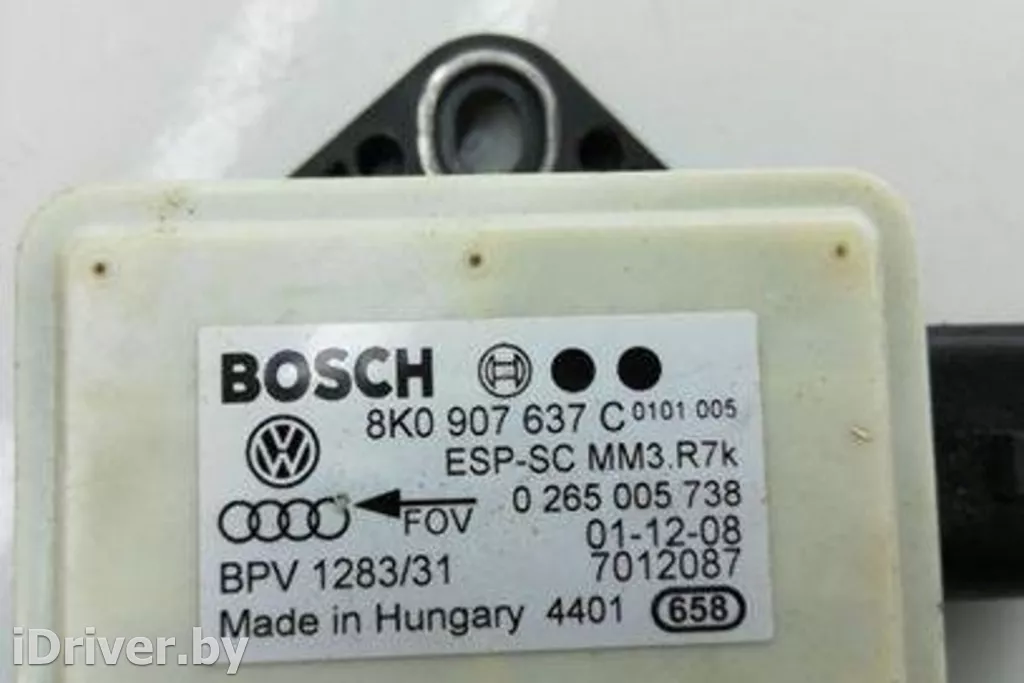 BOSCH
8K0 907 637 C 0101 005
ESP-SC MM3.R7k
FOV
0 265 005 738
01-12-08
BPV 1283/31
7012087
Made in Hungary 4401 658
iDriver.by